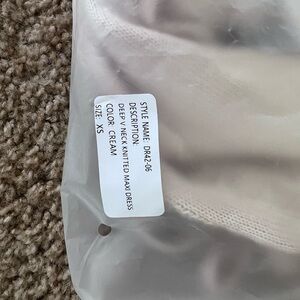 STYLE NAME: DR42-06
DESCRIPTION:
DEEP V NECK KNITTED MAXI DRESS
COLOR: CREAM
SIZE: XS